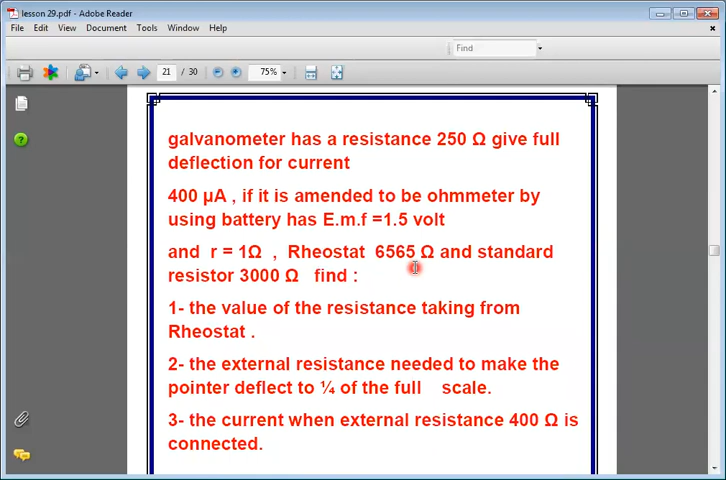 lesson 29.pdf - Adobe Reader
File Edit View Document Tools Window Help
Find
21 / 30 75%
galvanometer has a resistance 250 Ω give full
deflection for current
400 µA , if it is amended to be ohmmeter by
using battery has E.m.f =1.5 volt
and r = 1Ω , Rheostat 6565 Ω and standard
resistor 3000 Ω find :
1- the value of the resistance taking from
Rheostat .
2- the external resistance needed to make the
pointer deflect to ¼ of the full scale.
3- the current when external resistance 400 Ω is
connected.